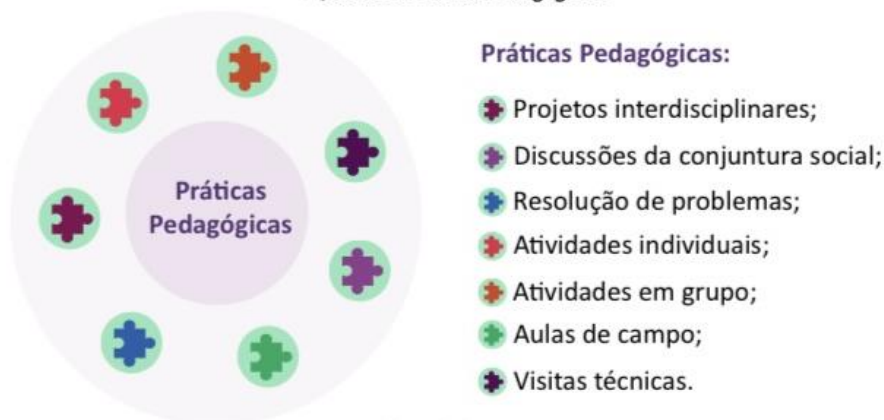 Práticas
Pedagógicas
Práticas Pedagógicas:
Projetos interdisciplinares;
Discussões da conjuntura social;
Resolução de problemas;
Atividades individuais;
Atividades em grupo;
Aulas de campo;
Visitas técnicas.